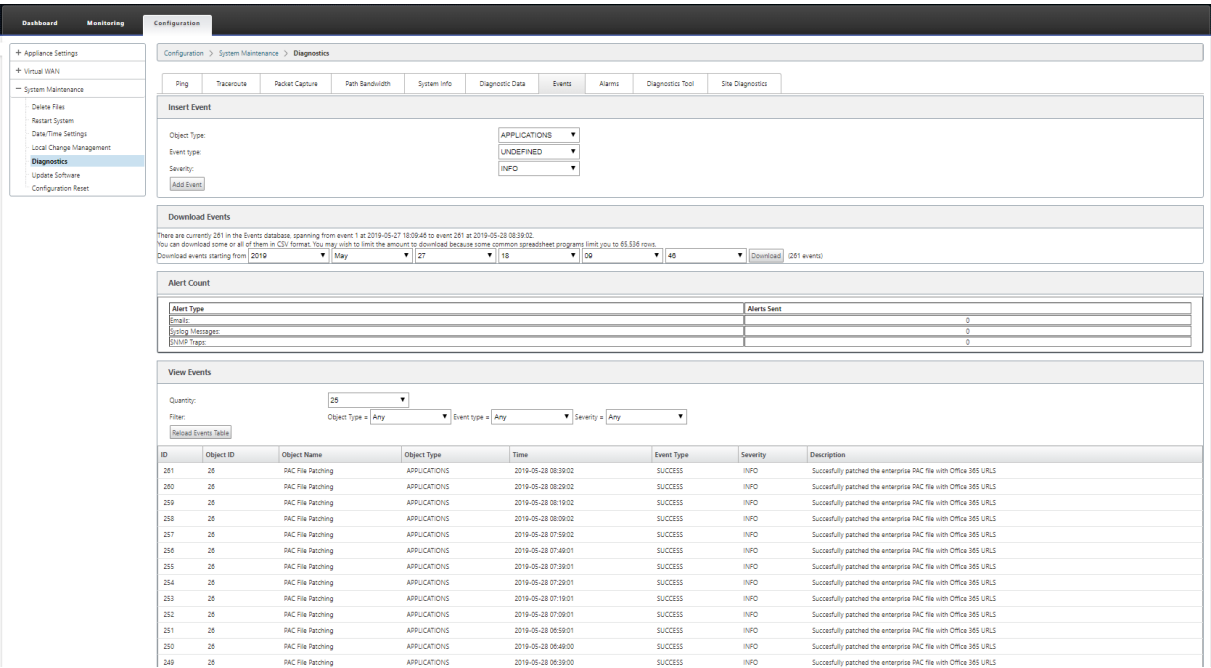 Dashboard Monitoring Configuration
+ Appliance Settings
+ Virtual WAN
− System Maintenance
Delete Files
Restart System
Date/Time Settings
Local Change Management
Diagnostics
Update Software
Configuration Reset
Configuration > System Maintenance > Diagnostics
Ping Traceroute Packet Capture Path Bandwidth System Info Diagnostic Data Events Alarms Diagnostics Tool Site Diagnostics
Insert Event
Object Type: APPLICATIONS
Event type: UNDEFINED
Severity: INFO
Add Event
Download Events
There are currently 261 in the Events database, spanning from event 1 at 2019-05-27 18:09:46 to event 261 at 2019-05-28 08:39:02.
You can download some or all of them in CSV format. You may wish to limit the amount to download because some common spreadsheet programs limit you to 65,536 rows.
Download events starting from 2019 May 27 18 09 46 Download (261 events)
Alert Count
Alert Type Alerts Sent
Emails: 0
Syslog Messages: 0
SNMP Traps: 0
View Events
Quantity: 25
Filter: Object Type = Any Event type = Any Severity = Any
Reload Events Table
ID Object ID Object Name Object Type Time Event Type Severity Description
261 26 PAC File Patching APPLICATIONS 2019-05-28 08:39:02 SUCCESS INFO Succesfully patched the enterprise PAC file with Office 365 URLS
260 26 PAC File Patching APPLICATIONS 2019-05-28 08:29:02 SUCCESS INFO Succesfully patched the enterprise PAC file with Office 365 URLS
259 26 PAC File Patching APPLICATIONS 2019-05-28 08:19:02 SUCCESS INFO Succesfully patched the enterprise PAC file with Office 365 URLS
258 26 PAC File Patching APPLICATIONS 2019-05-28 08:09:02 SUCCESS INFO Succesfully patched the enterprise PAC file with Office 365 URLS
257 26 PAC File Patching APPLICATIONS 2019-05-28 07:59:02 SUCCESS INFO Succesfully patched the enterprise PAC file with Office 365 URLS
256 26 PAC File Patching APPLICATIONS 2019-05-28 07:49:01 SUCCESS INFO Succesfully patched the enterprise PAC file with Office 365 URLS
255 26 PAC File Patching APPLICATIONS 2019-05-28 07:39:01 SUCCESS INFO Succesfully patched the enterprise PAC file with Office 365 URLS
254 26 PAC File Patching APPLICATIONS 2019-05-28 07:29:01 SUCCESS INFO Succesfully patched the enterprise PAC file with Office 365 URLS
253 26 PAC File Patching APPLICATIONS 2019-05-28 07:19:01 SUCCESS INFO Succesfully patched the enterprise PAC file with Office 365 URLS
252 26 PAC File Patching APPLICATIONS 2019-05-28 07:09:01 SUCCESS INFO Succesfully patched the enterprise PAC file with Office 365 URLS
251 26 PAC File Patching APPLICATIONS 2019-05-28 06:59:01 SUCCESS INFO Succesfully patched the enterprise PAC file with Office 365 URLS
250 26 PAC File Patching APPLICATIONS 2019-05-28 06:49:00 SUCCESS INFO Succesfully patched the enterprise PAC file with Office 365 URLS
249 26 PAC File Patching APPLICATIONS 2019-05-28 06:39:00 SUCCESS INFO Succesfully patched the enterprise PAC file with Office 365 URLS